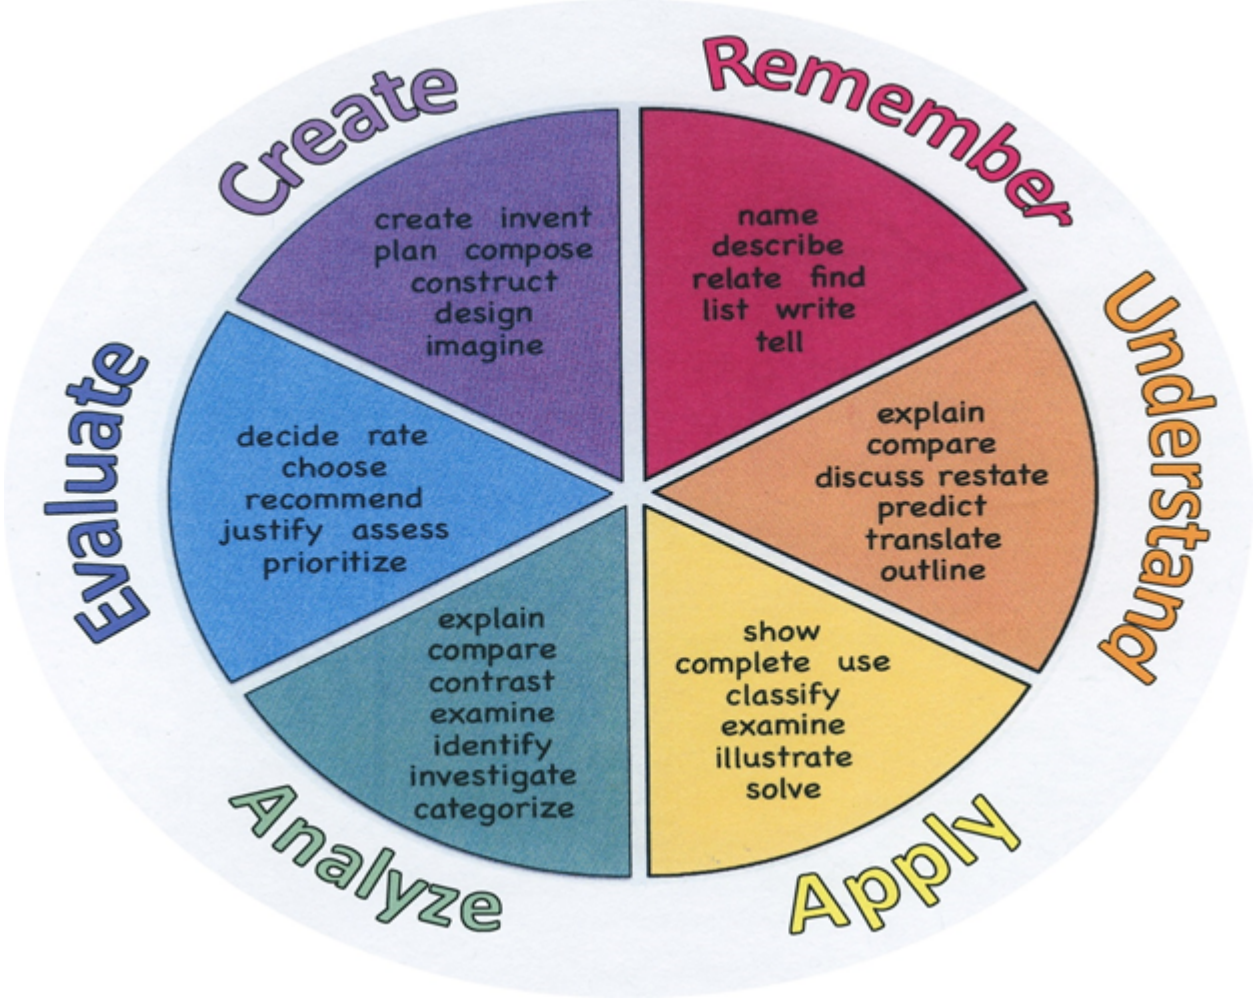 Remember
name
describe
relate find
list write
tell
Understand
explain
compare
discuss restate
predict
translate
outline
Apply
show
complete use
classify
examine
illustrate
solve
Analyze
explain
compare
contrast
examine
identify
investigate
categorize
Evaluate
decide rate
choose
recommend
justify assess
prioritize
Create
create invent
plan compose
construct
design
imagine